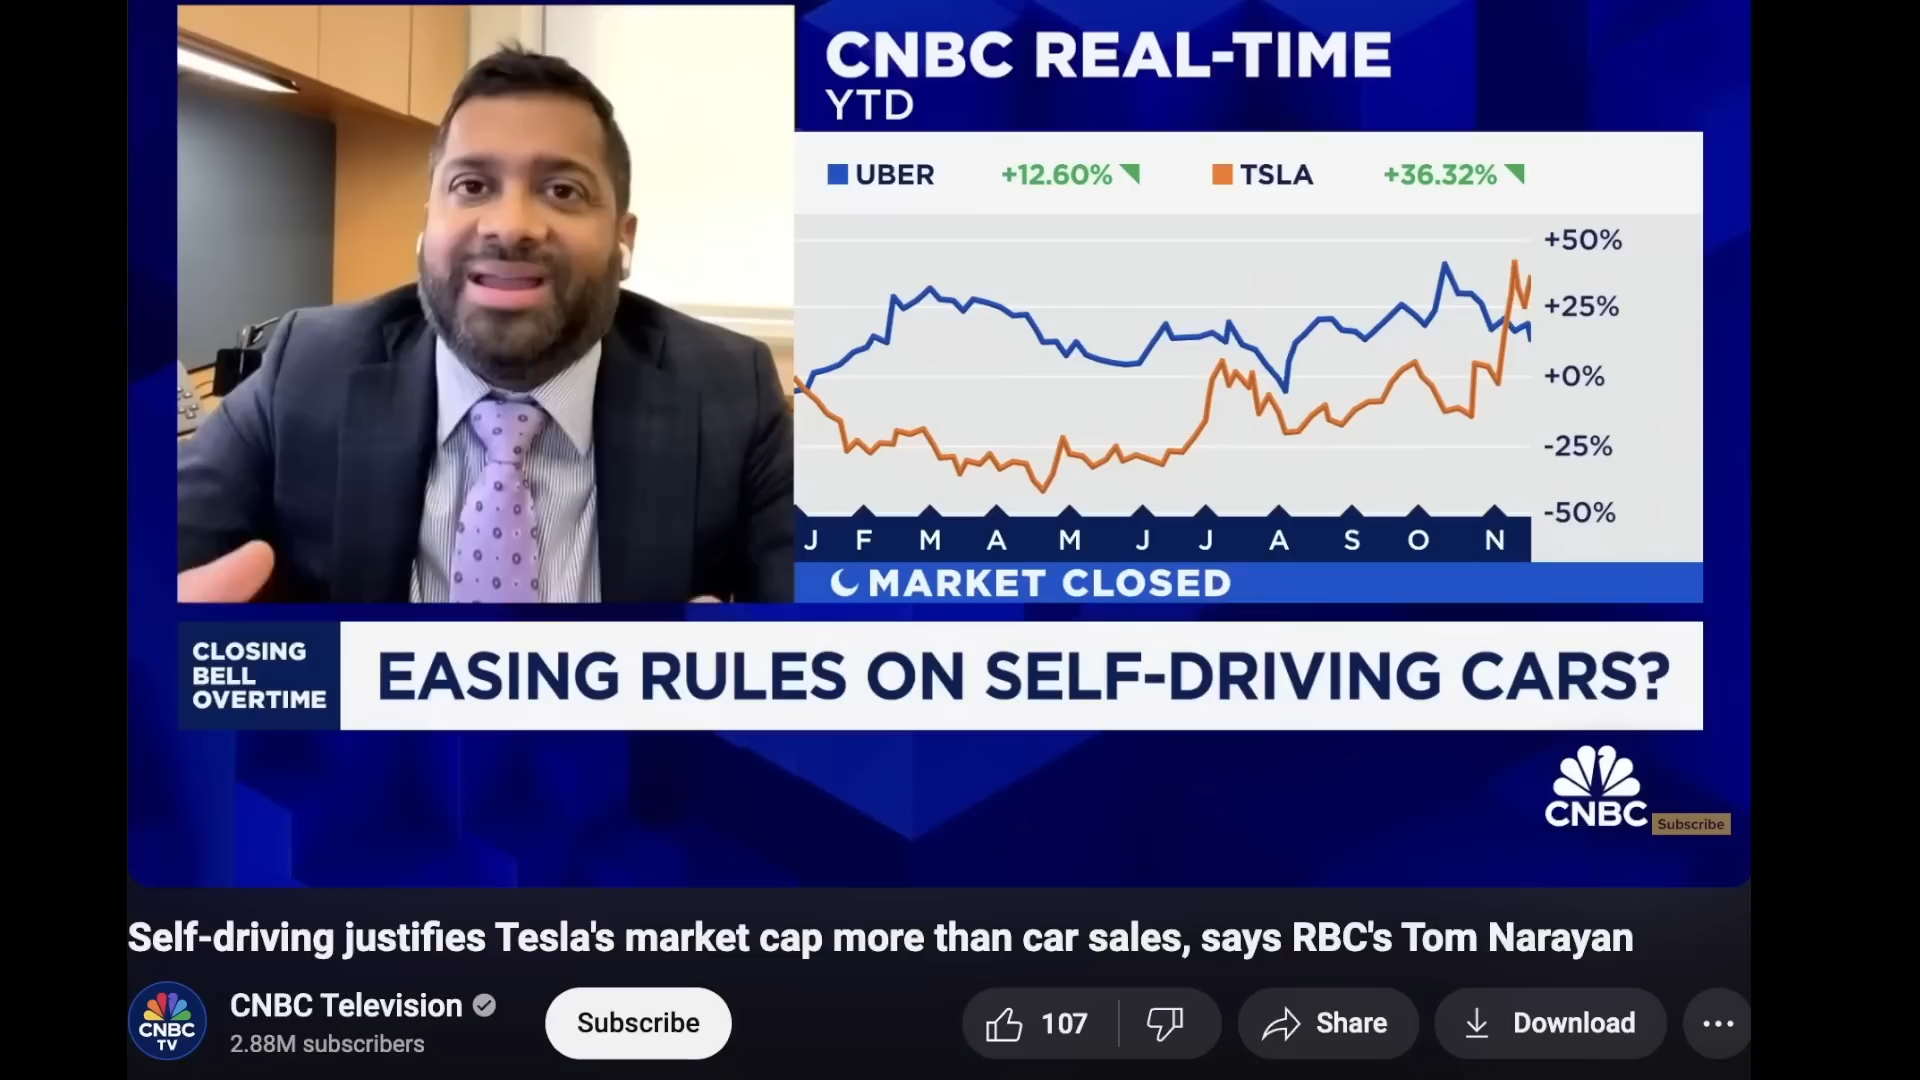 CNBC REAL-TIME
YTD
UBER +12.60% TSLA +36.32%
+50%
+25%
+0%
-25%
-50%
J F M A M J J A S O N
MARKET CLOSED
CLOSING
BELL
OVERTIME
EASING RULES ON SELF-DRIVING CARS?
CNBC
Subscribe
Self-driving justifies Tesla's market cap more than car sales, says RBC's Tom Narayan
CNBC
TV
CNBC Television
2.88M subscribers
Subscribe
107
Share
Download